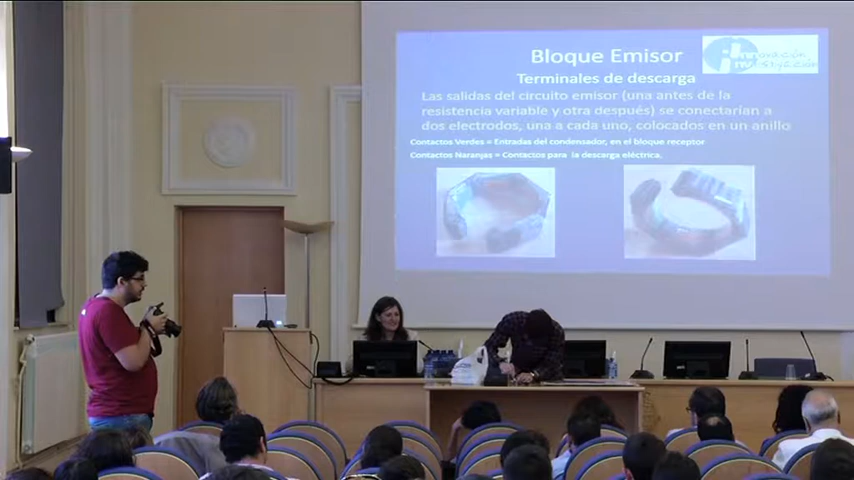 Bloque Emisor
Terminales de descarga
Las salidas del circuito emisor (una antes de la
resistencia variable y otra después) se conectarían a
dos electrodos, una a cada uno, colocados en un anillo
Contactos Verdes = Entradas del condensador, en el bloque receptor
Contactos Naranjas = Contactos para la descarga eléctrica.